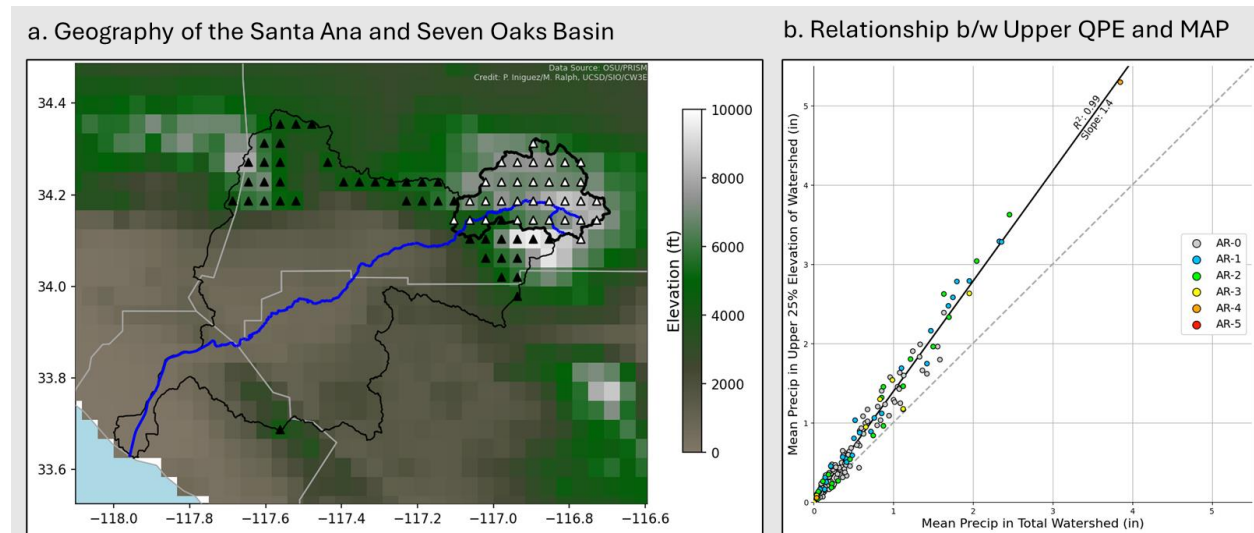 a. Geography of the Santa Ana and Seven Oaks Basin
Data Source: OSU/PRISM
Credit: P. Iniguez/M. Ralph, UCSD/SIO/CW3E
34.4
34.2
34.0
33.8
33.6
−118.0
−117.8
−117.6
−117.4
−117.2
−117.0
−116.8
−116.6
Elevation (ft)
10000
8000
6000
4000
2000
0
b. Relationship b/w Upper QPE and MAP
Mean Precip in Upper 25% Elevation of Watershed (in)
5
4
3
2
1
0
R²: 0.99
Slope: 1.4
AR-0
AR-1
AR-2
AR-3
AR-4
AR-5
0
1
2
3
4
5
Mean Precip in Total Watershed (in)